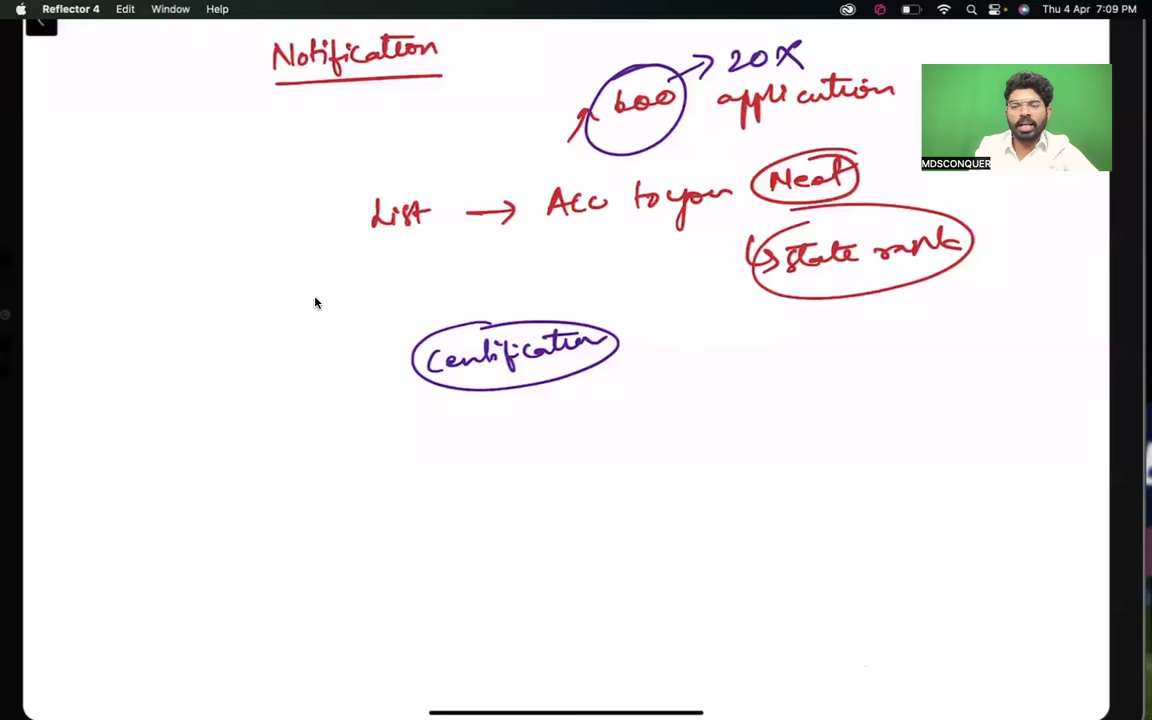 Reflector 4 Edit Window Help Thu 4 Apr 7:09 PM
Notification
600 → 20X
application
MDSCONQUER
List → Acc to your Neet
↳ state rank
Certification